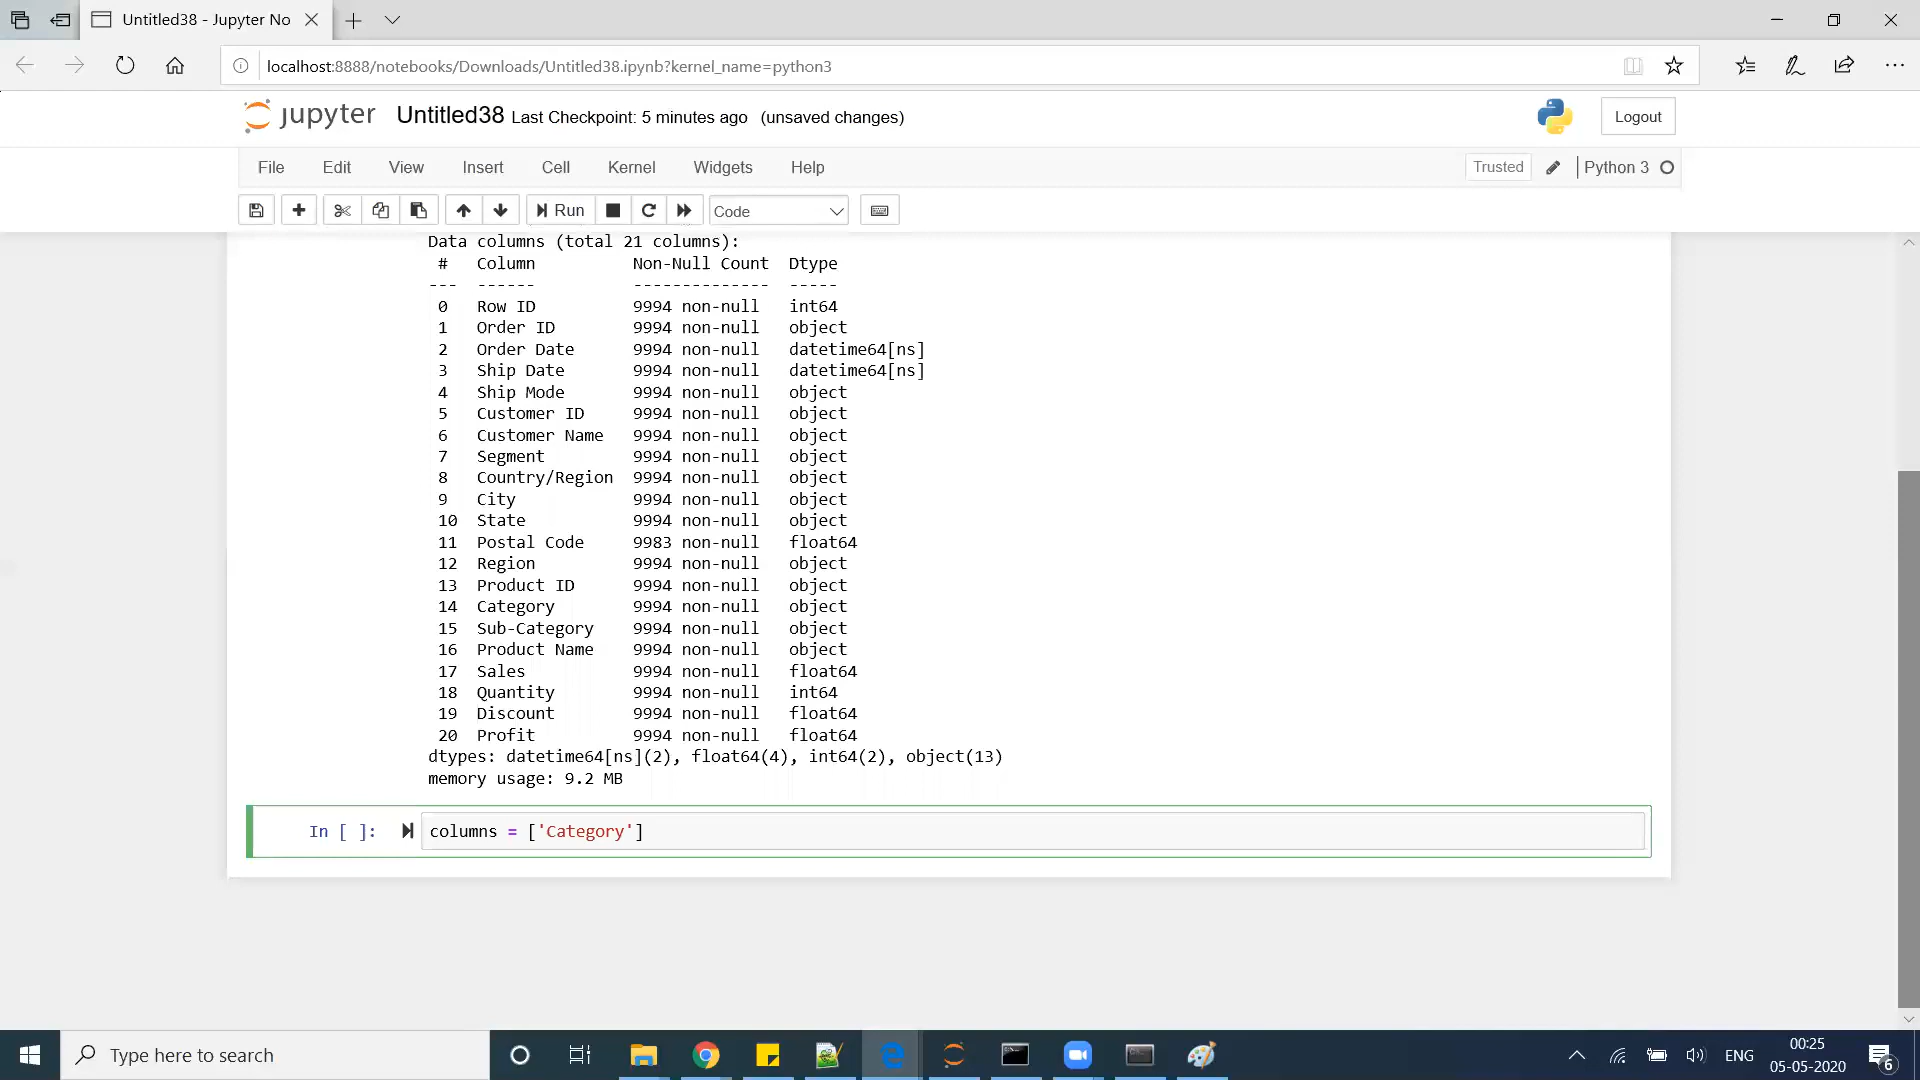 Untitled38 - Jupyter No
localhost:8888/notebooks/Downloads/Untitled38.ipynb?kernel_name=python3
jupyter Untitled38 Last Checkpoint: 5 minutes ago (unsaved changes)
Logout
File Edit View Insert Cell Kernel Widgets Help
Trusted Python 3
Run Code
Data columns (total 21 columns):
# Column Non-Null Count Dtype
--- ------ -------------- -----
0 Row ID 9994 non-null int64
1 Order ID 9994 non-null object
2 Order Date 9994 non-null datetime64[ns]
3 Ship Date 9994 non-null datetime64[ns]
4 Ship Mode 9994 non-null object
5 Customer ID 9994 non-null object
6 Customer Name 9994 non-null object
7 Segment 9994 non-null object
8 Country/Region 9994 non-null object
9 City 9994 non-null object
10 State 9994 non-null object
11 Postal Code 9983 non-null float64
12 Region 9994 non-null object
13 Product ID 9994 non-null object
14 Category 9994 non-null object
15 Sub-Category 9994 non-null object
16 Product Name 9994 non-null object
17 Sales 9994 non-null float64
18 Quantity 9994 non-null int64
19 Discount 9994 non-null float64
20 Profit 9994 non-null float64
dtypes: datetime64[ns](2), float64(4), int64(2), object(13)
memory usage: 9.2 MB
In [ ]: columns = ['Category']
Type here to search
ENG
00:25
05-05-2020
6